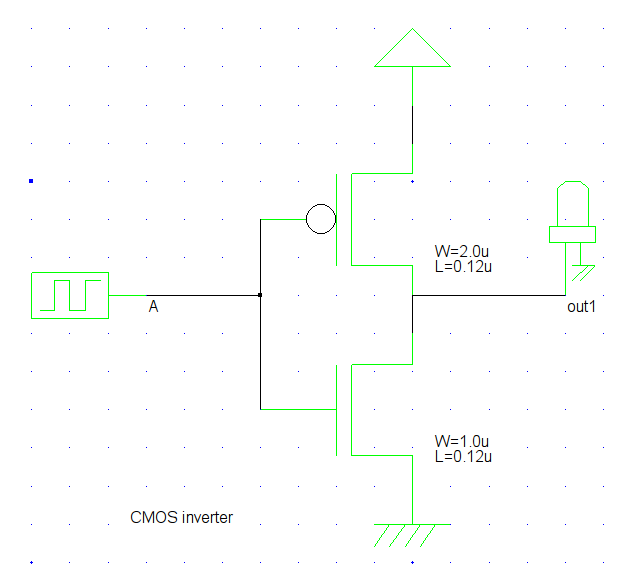 W=2.0u
L=0.12u
A
out1
W=1.0u
L=0.12u
CMOS inverter